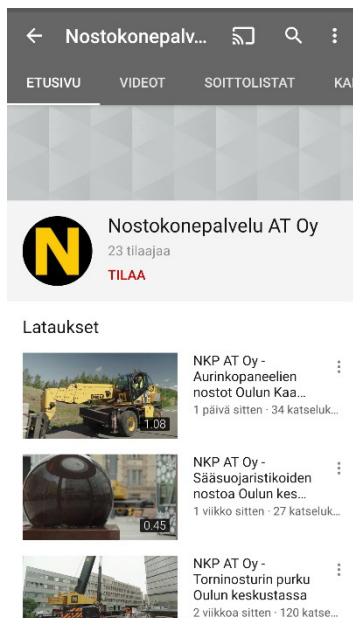 Nostokonepalv...
ETUSIVU VIDEOT SOITTOLISTAT KA
N
Nostokonepalvelu AT Oy
23 tilaajaa
TILAA
Lataukset
NKP AT Oy -
Aurinkopaneelien
nostot Oulun Kaa...
1 päivä sitten · 34 katseluk...
1.08
NKP AT Oy -
Sääsuojaristikoiden
nostoa Oulun kes...
1 viikko sitten · 27 katseluk...
0.45
NKP AT Oy -
Torninosturin purku
Oulun keskustassa
2 viikkoa sitten · 120 katse...